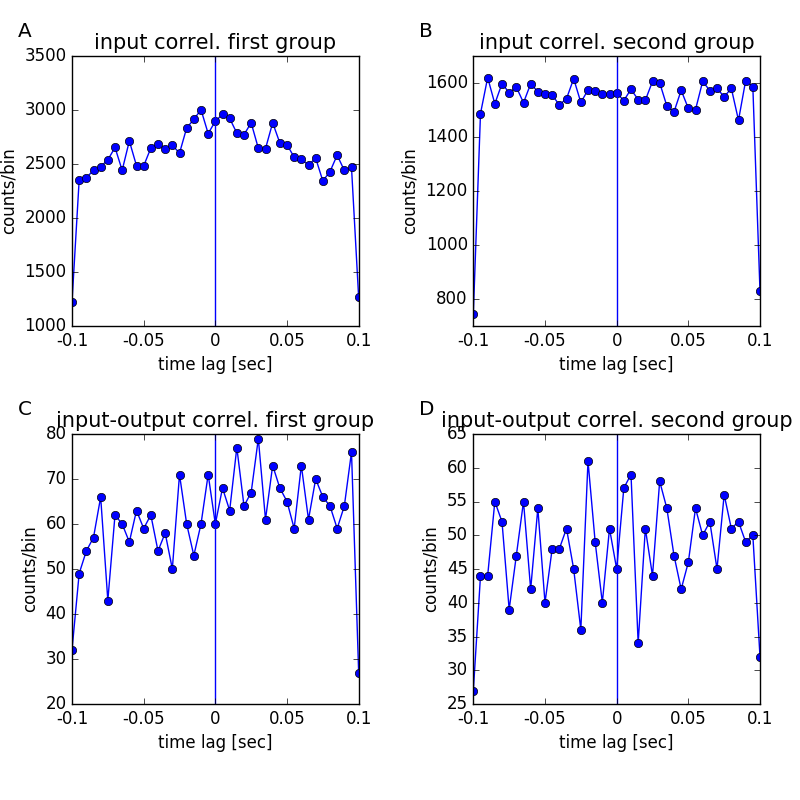 A
input correl. first group
3500
3000
2500
2000
1500
1000
counts/bin
-0.1 -0.05 0 0.05 0.1
time lag [sec]
B
input correl. second group
1600
1400
1200
1000
800
counts/bin
-0.1 -0.05 0 0.05 0.1
time lag [sec]
C
input-output correl. first group
80
70
60
50
40
30
20
counts/bin
-0.1 -0.05 0 0.05 0.1
time lag [sec]
D
input-output correl. second group
65
60
55
50
45
40
35
30
25
counts/bin
-0.1 -0.05 0 0.05 0.1
time lag [sec]